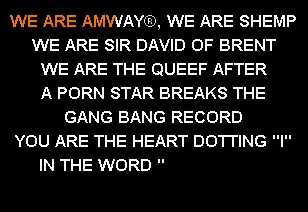 WE ARE AMWAY®, WE ARE SHEMP
WE ARE SIR DAVID OF BRENT
WE ARE THE QUEEF AFTER
A PORN STAR BREAKS THE
GANG BANG RECORD
YOU ARE THE HEART DOTTING "I"
IN THE WORD "